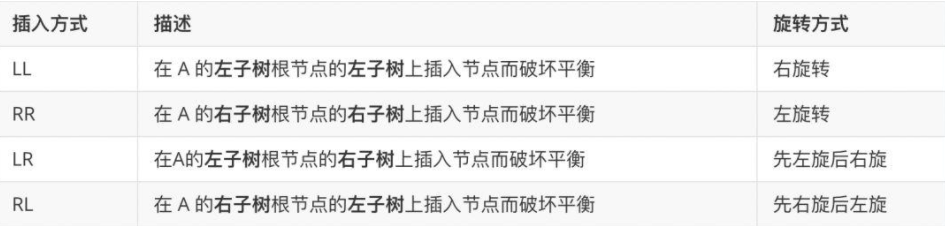 插入方式 描述 旋转方式
LL 在 A 的左子树根节点的左子树上插入节点而破坏平衡 右旋转
RR 在 A 的右子树根节点的右子树上插入节点而破坏平衡 左旋转
LR 在A的左子树根节点的右子树上插入节点而破坏平衡 先左旋后右旋
RL 在 A 的右子树根节点的左子树上插入节点而破坏平衡 先右旋后左旋